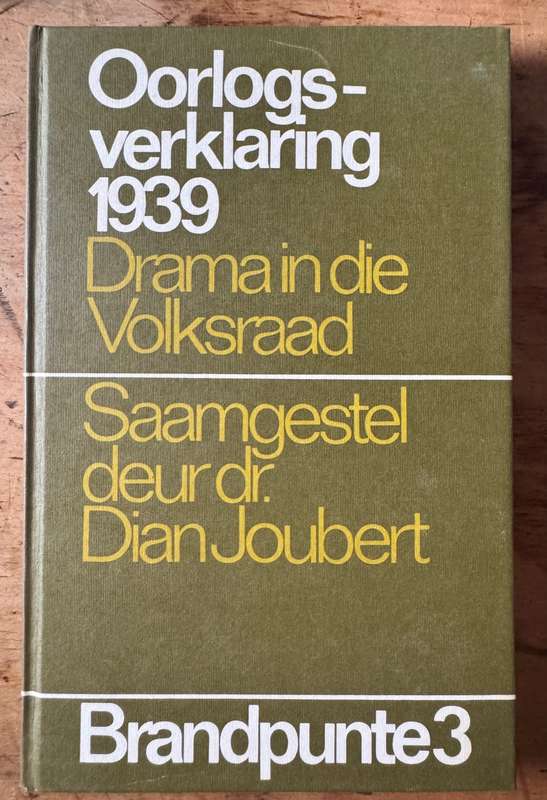 Oorlogs-
verklaring
1939
Drama in die
Volksraad
Saamgestel
deur dr.
Dian Joubert
Brandpunte 3